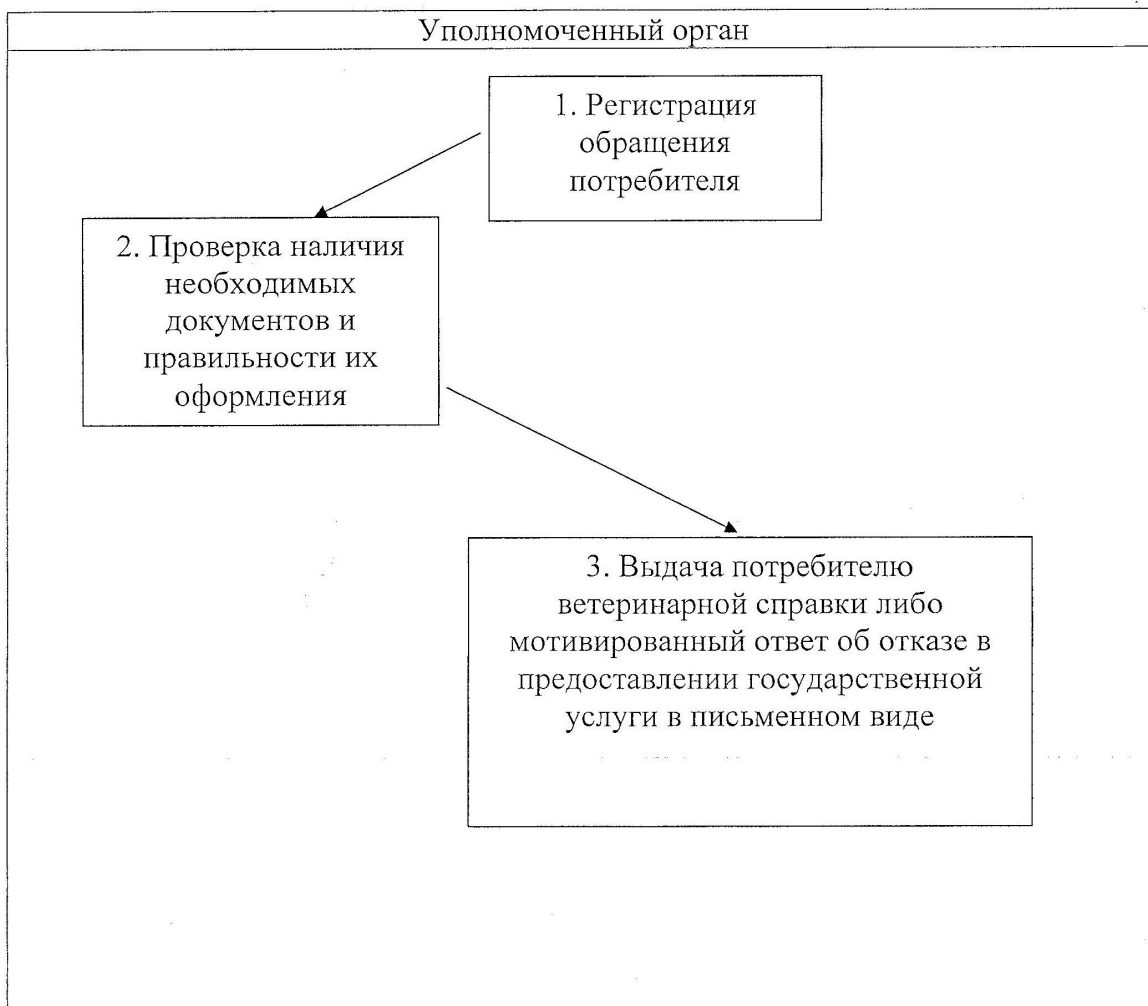 Уполномоченный орган
1. Регистрация
обращения
потребителя
2. Проверка наличия
необходимых
документов и
правильности их
оформления
3. Выдача потребителю
ветеринарной справки либо
мотивированный ответ об отказе в
предоставлении государственной
услуги в письменном виде